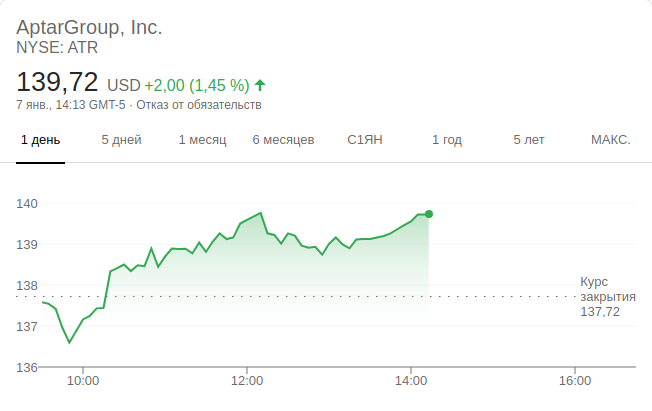 AptarGroup, Inc.
NYSE: ATR
139,72 USD +2,00 (1,45 %)
7 янв., 14:13 GMT-5 · Отказ от обязательств
1 день 5 дней 1 месяц 6 месяцев С1ЯН 1 год 5 лет МАКС.
140
139
138
137
136
Курс
закрытия
137,72
10:00 12:00 14:00 16:00